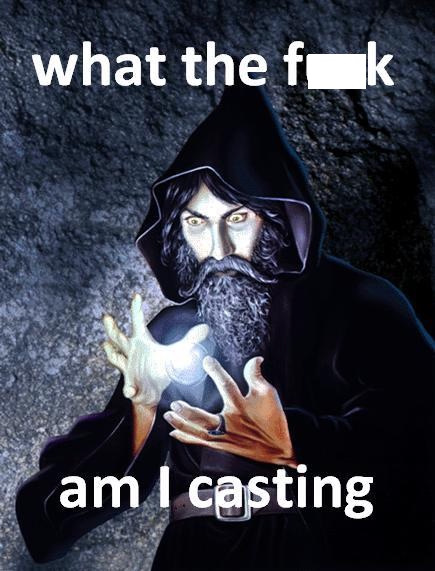 what the f k
am I casting